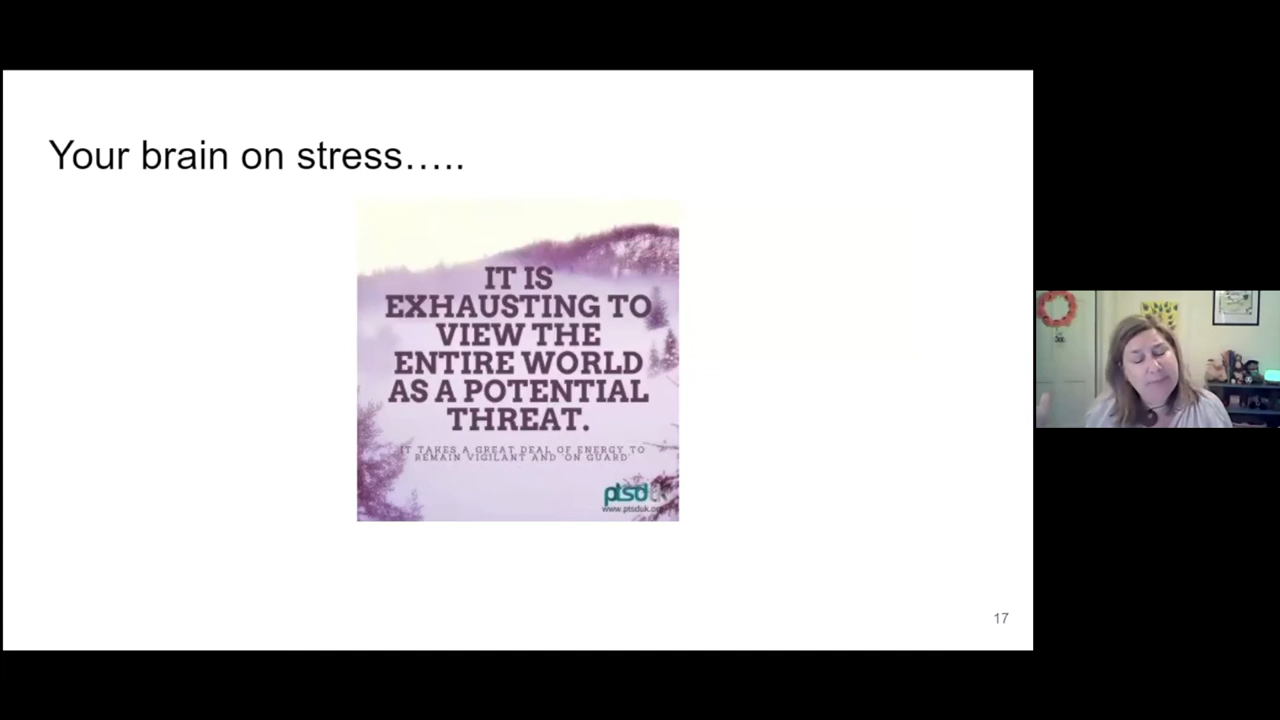 Your brain on stress…..
IT IS
EXHAUSTING TO
VIEW THE
ENTIRE WORLD
AS A POTENTIAL
THREAT.
IT TAKES A GREAT DEAL OF ENERGY TO
REMAIN VIGILANT AND 'ON GUARD'
ptsd
www.ptsduk.org
17